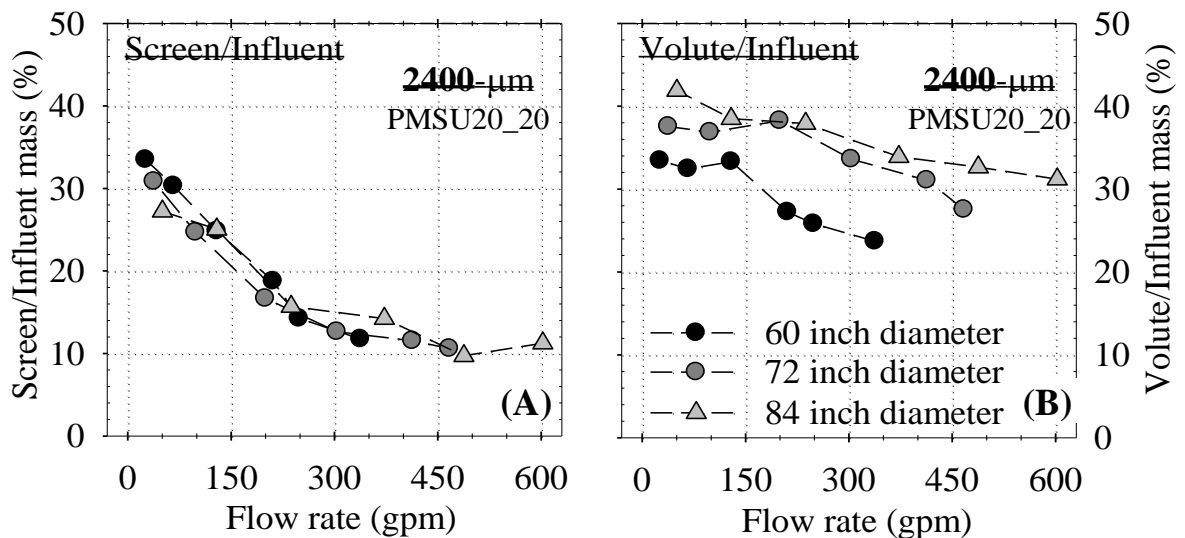 Screen/Influent
2400-μm
PMSU20_20
(A)
50
40
30
20
10
0
Screen/Influent mass (%)
0 150 300 450 600
Flow rate (gpm)
Volute/Influent
2400-μm
PMSU20_20
60 inch diameter
72 inch diameter
84 inch diameter
(B)
50
40
30
20
10
0
Volute/Influent mass (%)
0 150 300 450 600
Flow rate (gpm)